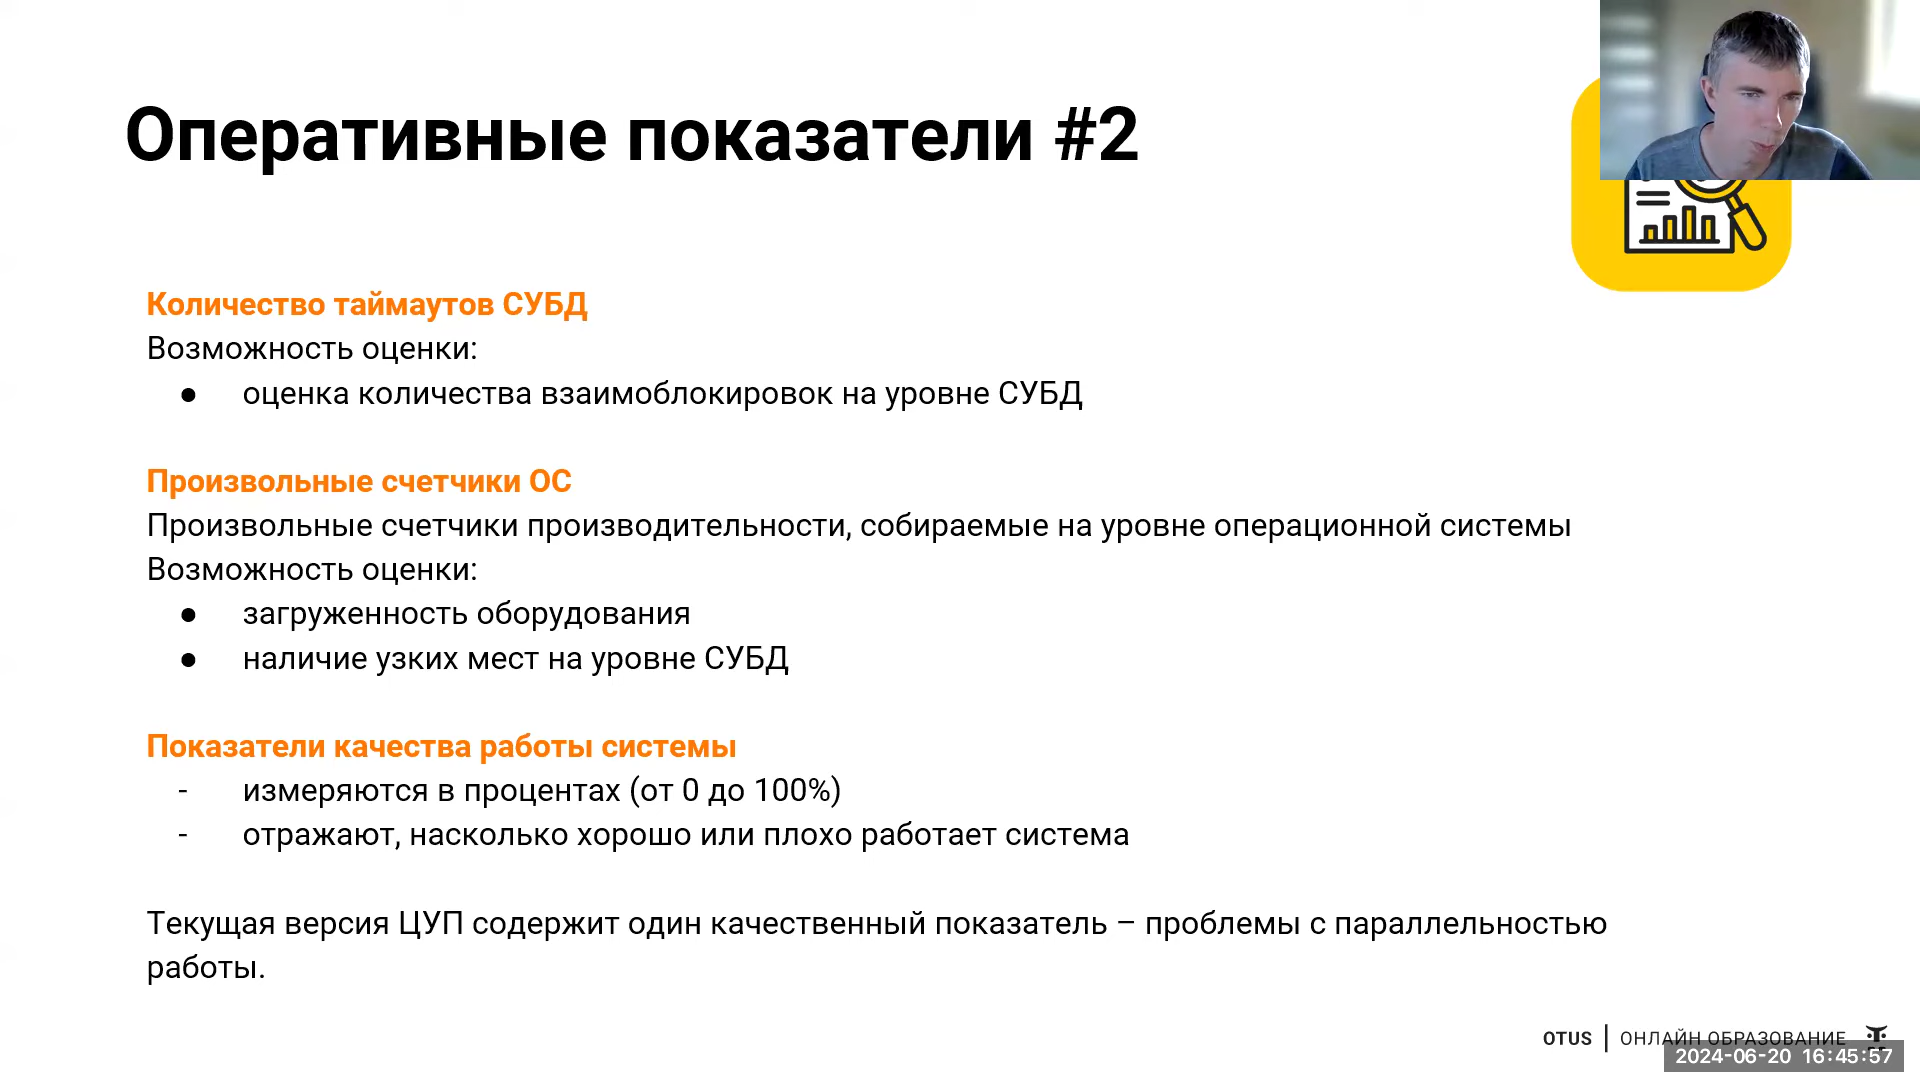 Оперативные показатели #2
Количество таймаутов СУБД
Возможность оценки:
● оценка количества взаимоблокировок на уровне СУБД
Произвольные счетчики ОС
Произвольные счетчики производительности, собираемые на уровне операционной системы
Возможность оценки:
● загруженность оборудования
● наличие узких мест на уровне СУБД
Показатели качества работы системы
- измеряются в процентах (от 0 до 100%)
- отражают, насколько хорошо или плохо работает система
Текущая версия ЦУП содержит один качественный показатель – проблемы с параллельностью
работы.
OTUS | ОНЛАЙН ОБРАЗОВАНИЕ
2024-06-20 16:45:57